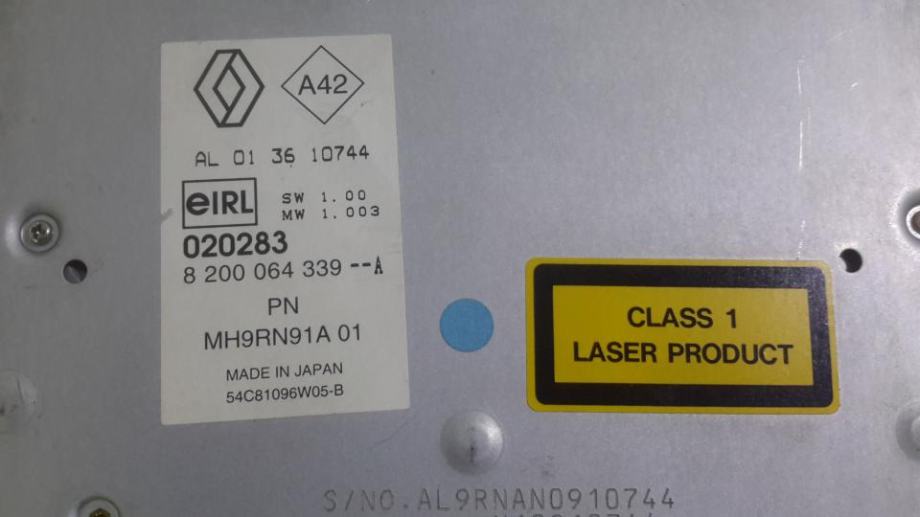 A42
AL 01 36 10744
eIRL
SW 1.00
MW 1.003
020283
8 200 064 339 --A
PN
MH9RN91A 01
MADE IN JAPAN
54C81096W05-B
CLASS 1
LASER PRODUCT
S/NO.AL9RNAN0910744